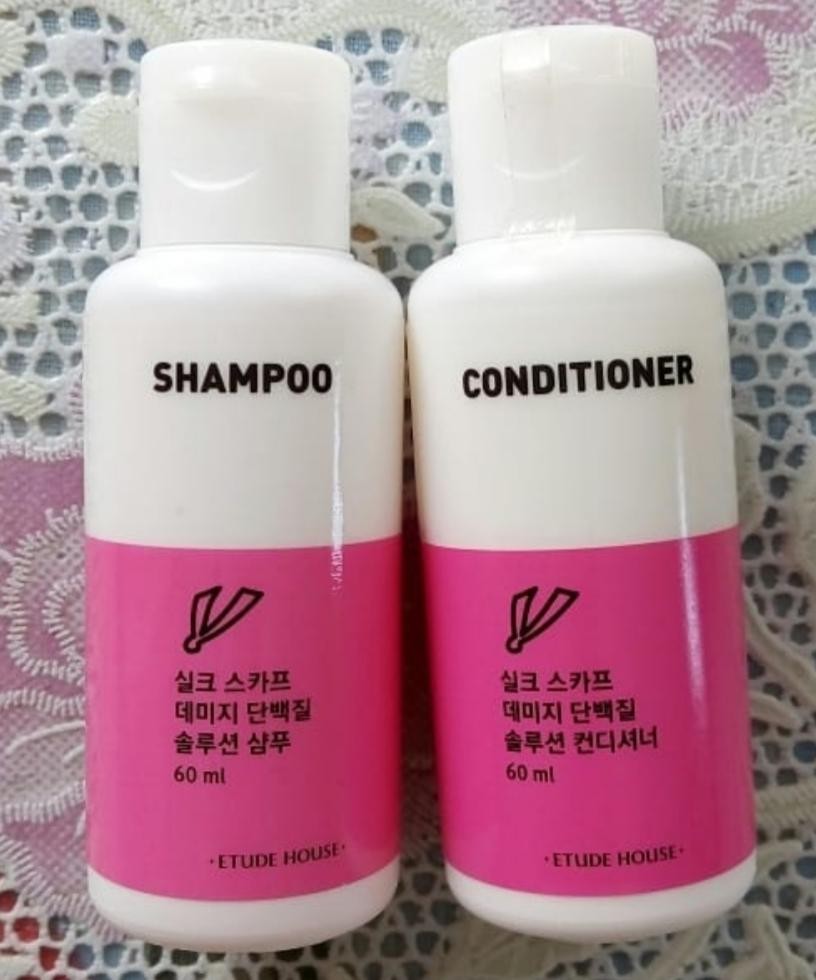 SHAMPOO
실크 스카프
데미지 단백질
솔루션 샴푸
60 ml
·ETUDE HOUSE·
CONDITIONER
실크 스카프
데미지 단백질
솔루션 컨디셔너
60 ml
·ETUDE HOUSE·